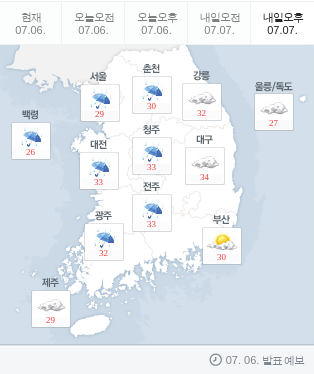 현재 오늘오전 오늘오후 내일오전 내일오후
07.06. 07.06. 07.06. 07.07. 07.07.
서울 춘천 강릉 울릉/독도
29 30 32 27
백령
26
대전 청주 대구
33 33 34
전주
33
광주 부산
32 30
제주
29
07. 06. 발표 예보